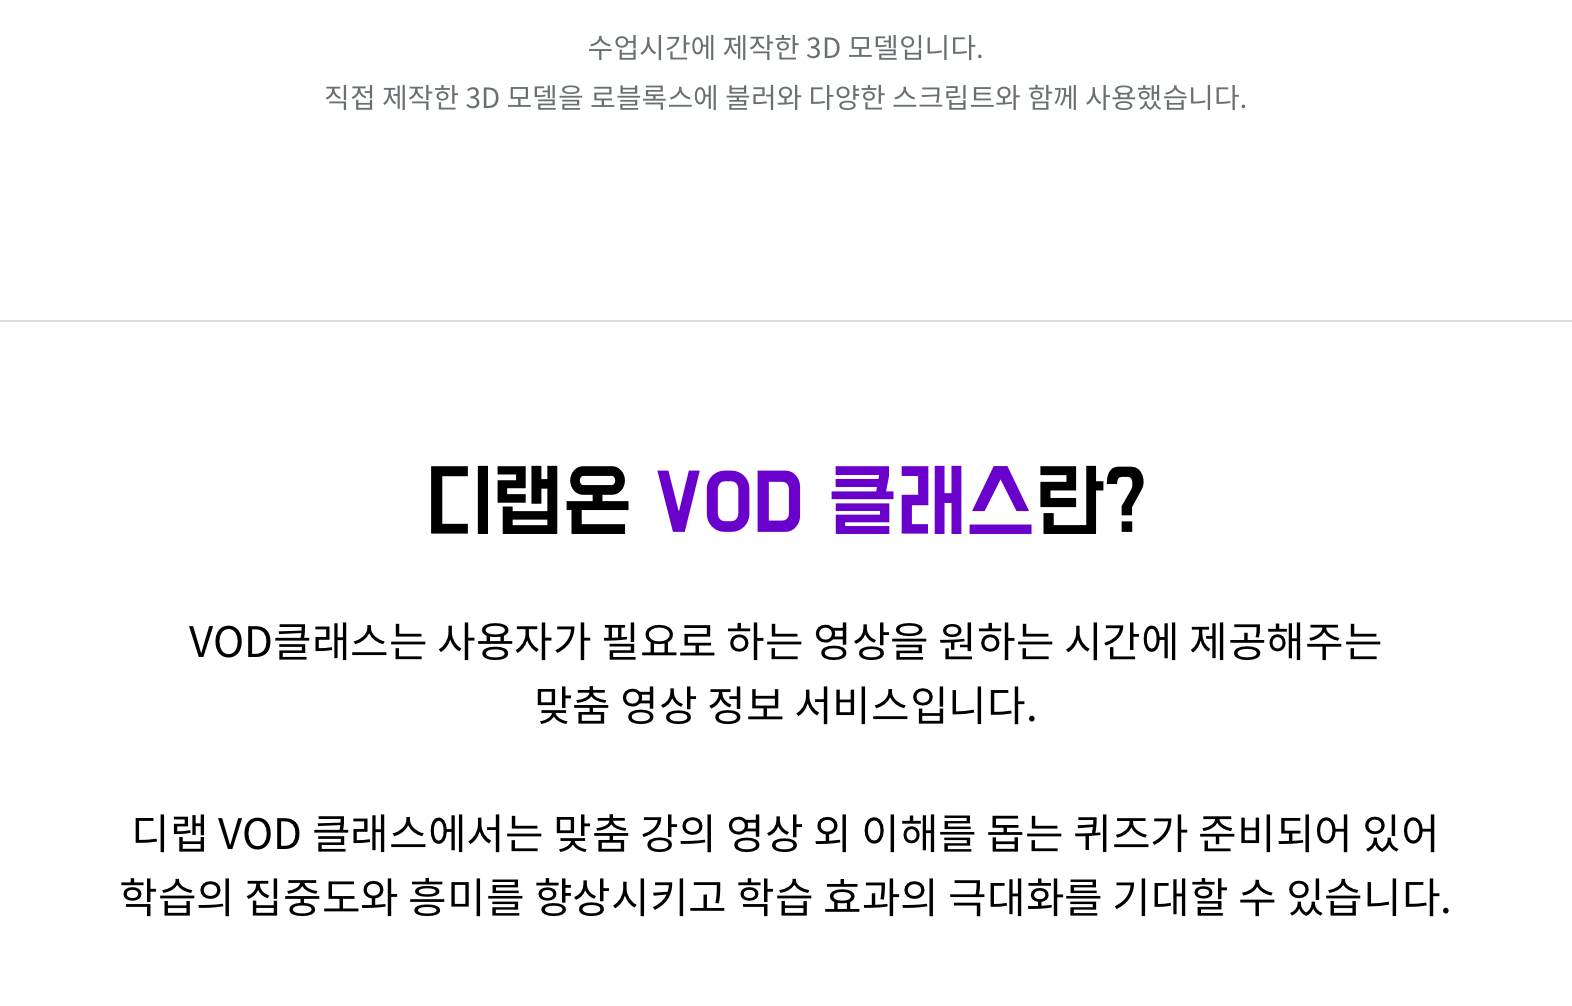 수업시간에 제작한 3D 모델입니다.
직접 제작한 3D 모델을 로블록스에 불러와 다양한 스크립트와 함께 사용했습니다.
디랩온 VOD 클래스란?
VOD클래스는 사용자가 필요로 하는 영상을 원하는 시간에 제공해주는
맞춤 영상 정보 서비스입니다.
디랩 VOD 클래스에서는 맞춤 강의 영상 외 이해를 돕는 퀴즈가 준비되어 있어
학습의 집중도와 흥미를 향상시키고 학습 효과의 극대화를 기대할 수 있습니다.